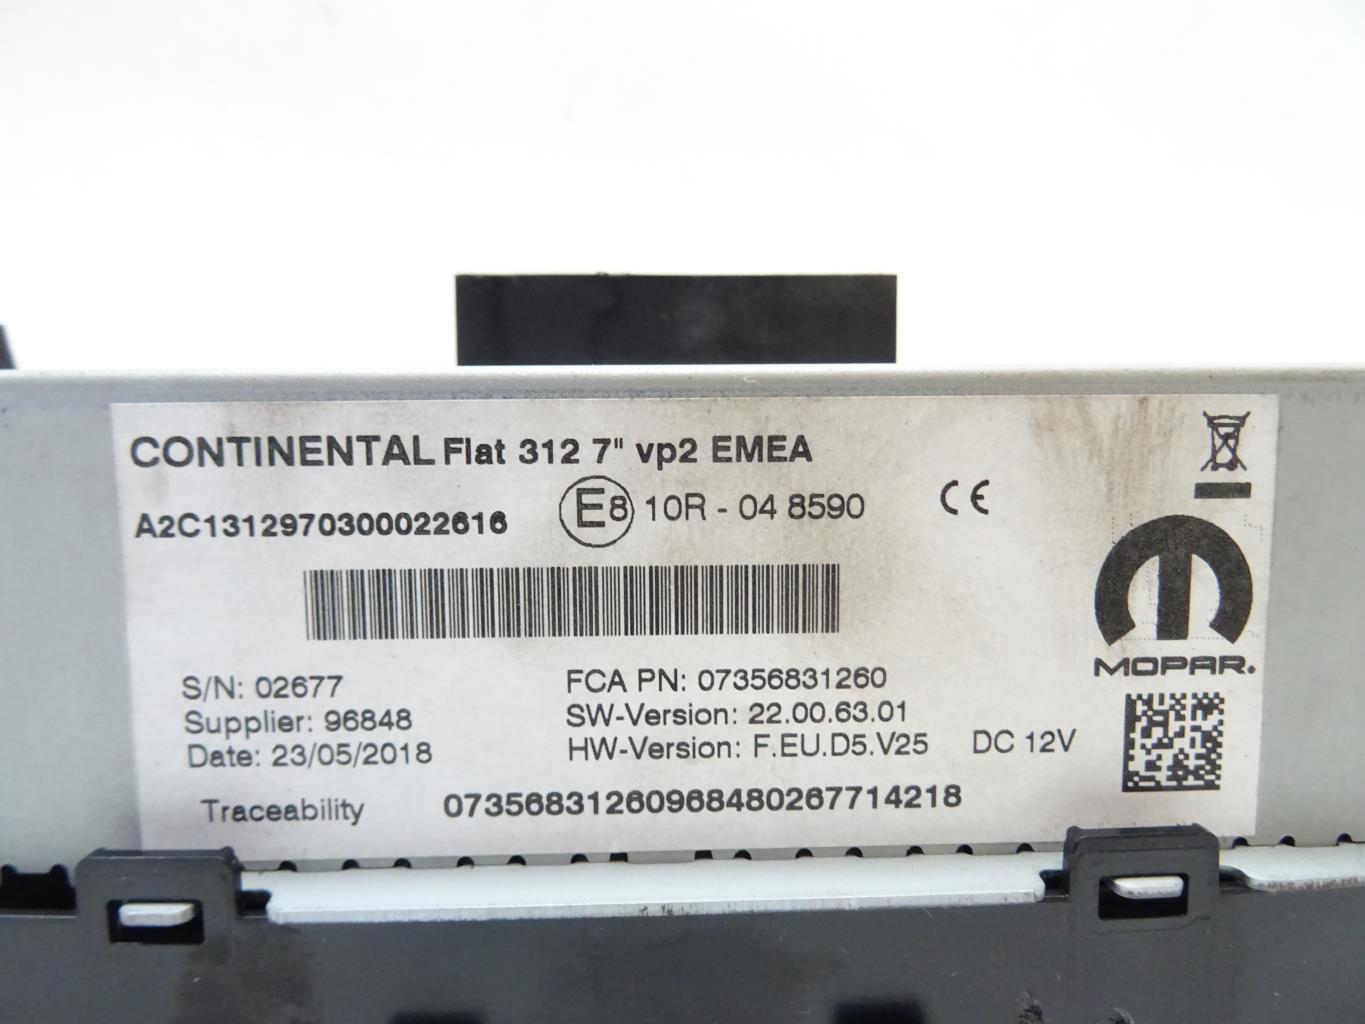 CONTINENTAL Fiat 312 7" vp2 EMEA
A2C1312970300022616 E8 10R - 04 8590 CE
MOPAR.
S/N: 02677 FCA PN: 07356831260
Supplier: 96848 SW-Version: 22.00.63.01
Date: 23/05/2018 HW-Version: F.EU.D5.V25 DC 12V
Traceability 07356831260968480267714218